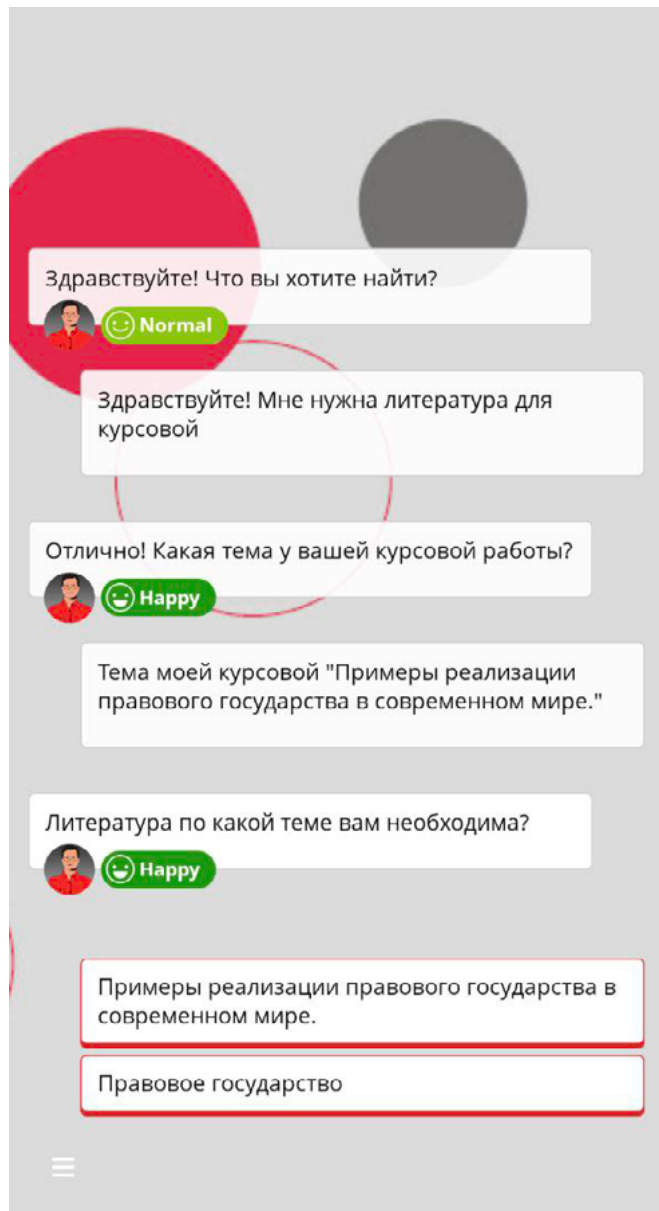 Здравствуйте! Что вы хотите найти?
Normal
Здравствуйте! Мне нужна литература для
курсовой
Отлично! Какая тема у вашей курсовой работы?
Happy
Тема моей курсовой "Примеры реализации
правового государства в современном мире."
Литература по какой теме вам необходима?
Happy
Примеры реализации правового государства в
современном мире.
Правовое государство